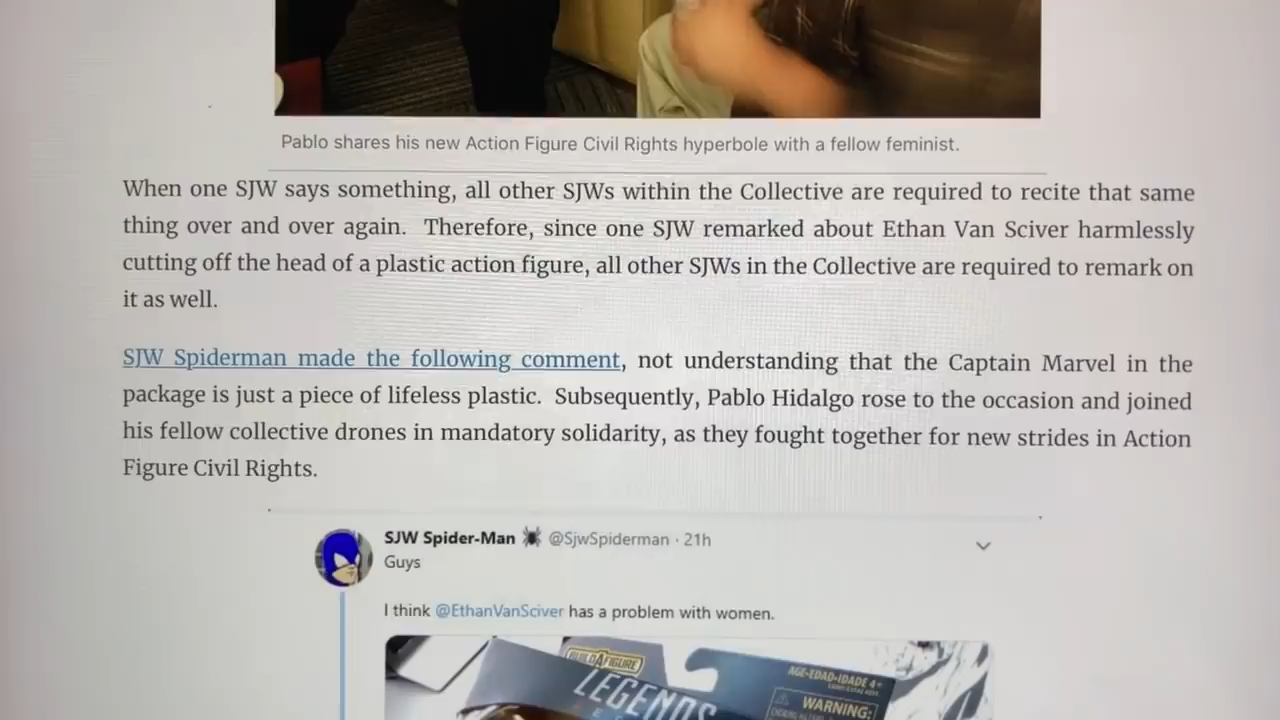 Pablo shares his new Action Figure Civil Rights hyperbole with a fellow feminist.
When one SJW says something, all other SJWs within the Collective are required to recite that same
thing over and over again. Therefore, since one SJW remarked about Ethan Van Sciver harmlessly
cutting off the head of a plastic action figure, all other SJWs in the Collective are required to remark on
it as well.
SJW Spiderman made the following comment, not understanding that the Captain Marvel in the
package is just a piece of lifeless plastic. Subsequently, Pablo Hidalgo rose to the occasion and joined
his fellow collective drones in mandatory solidarity, as they fought together for new strides in Action
Figure Civil Rights.
SJW Spider-Man @SjwSpiderman · 21h
Guys
I think @EthanVanSciver has a problem with women.
BUILD A FIGURE
LEGENDS
AGE-EDAD-IDADE 4+
WARNING: